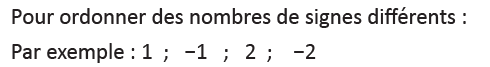 Pour ordonner des nombres de signes différents :
Par exemple : 1 ; −1 ; 2 ; −2